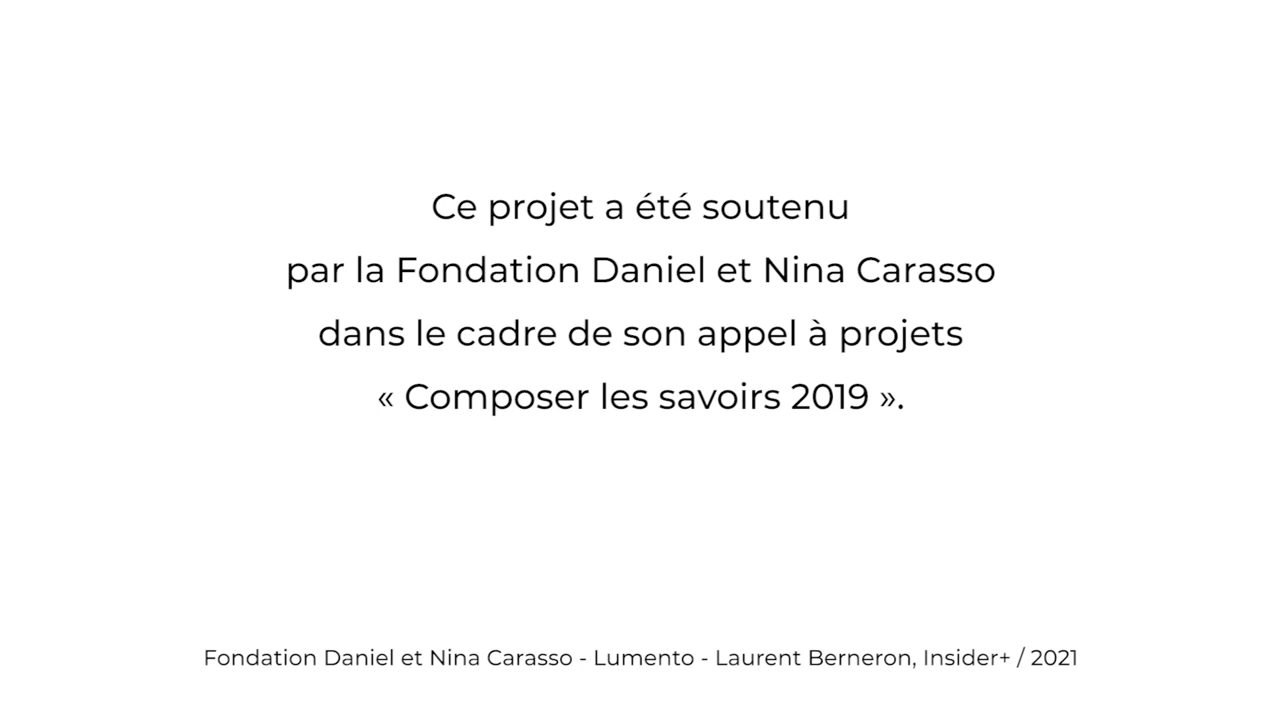 Ce projet a été soutenu
par la Fondation Daniel et Nina Carasso
dans le cadre de son appel à projets
« Composer les savoirs 2019 ».
Fondation Daniel et Nina Carasso - Lumento - Laurent Berneron, Insider+ / 2021